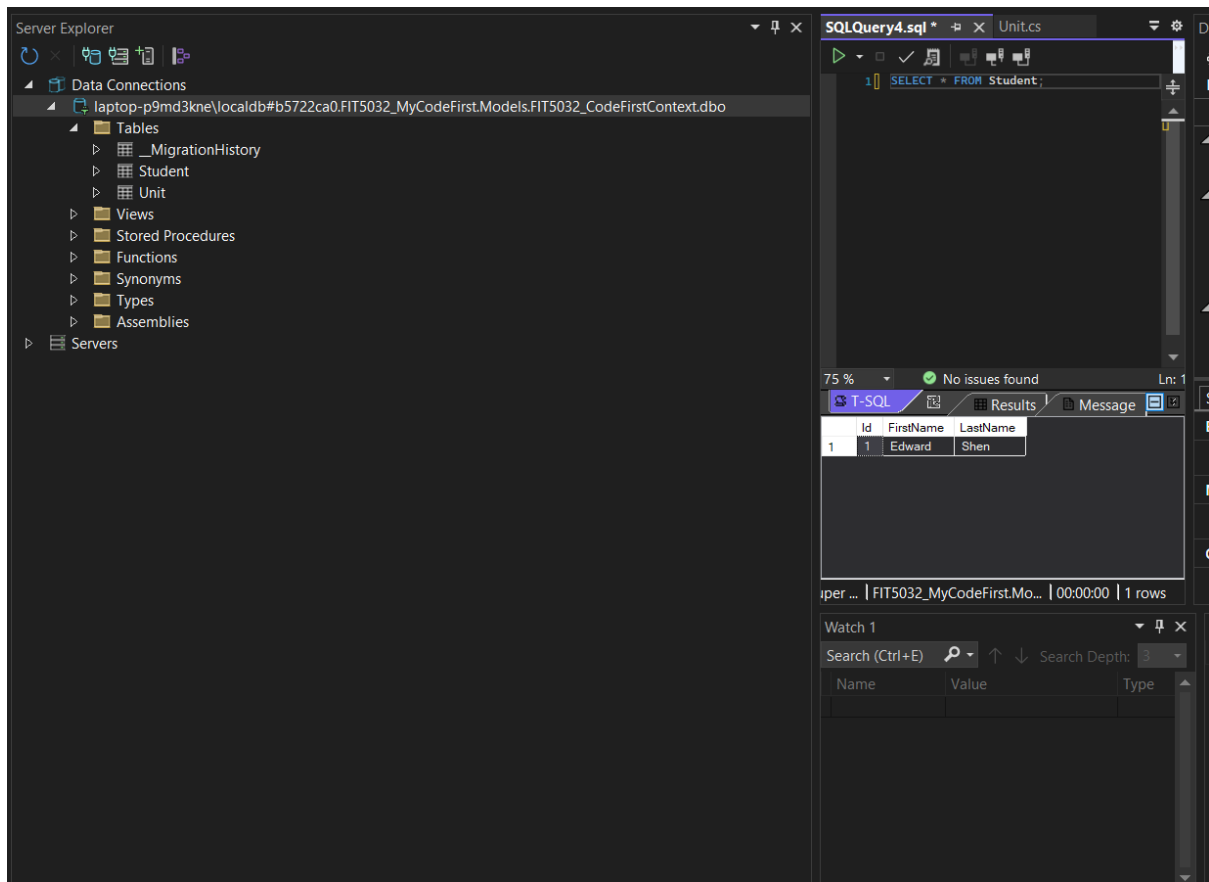 Server Explorer
Data Connections
laptop-p9md3kne\localdb#b5722ca0.FIT5032_MyCodeFirst.Models.FIT5032_CodeFirstContext.dbo
Tables
__MigrationHistory
Student
Unit
Views
Stored Procedures
Functions
Synonyms
Types
Assemblies
Servers
SQLQuery4.sql * Unit.cs
1 SELECT * FROM Student;
75 % No issues found Ln: 1
T-SQL Results Message
Id FirstName LastName
1 1 Edward Shen
uper ... FIT5032_MyCodeFirst.Mo... 00:00:00 1 rows
Watch 1
Search (Ctrl+E) Search Depth: 3
Name Value Type